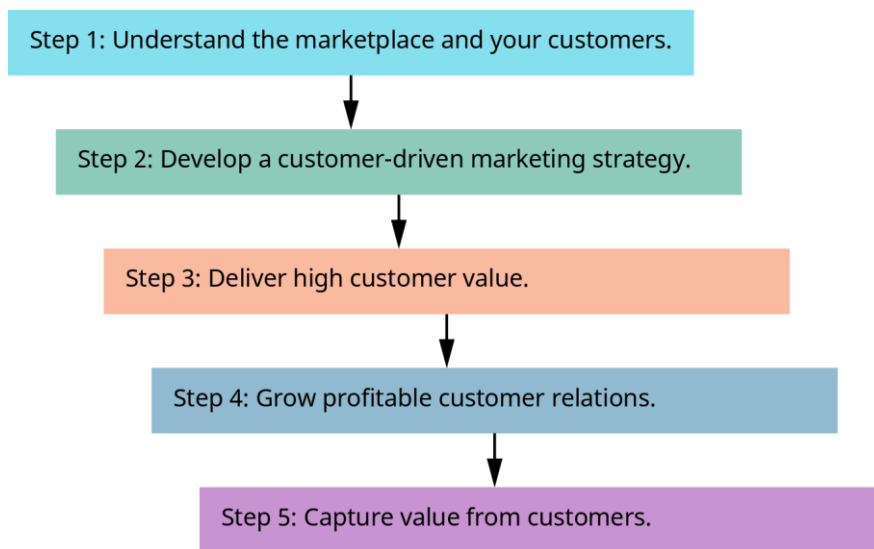 Step 1: Understand the marketplace and your customers.
Step 2: Develop a customer-driven marketing strategy.
Step 3: Deliver high customer value.
Step 4: Grow profitable customer relations.
Step 5: Capture value from customers.